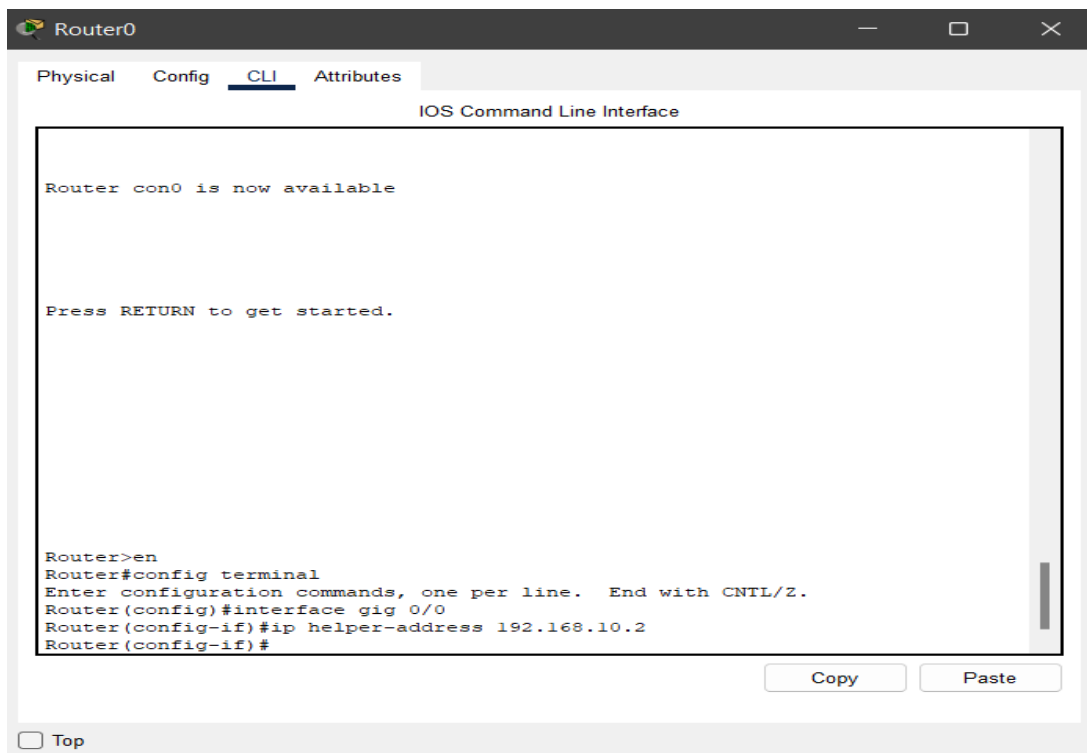 Router0
Physical Config CLI Attributes
IOS Command Line Interface
Router con0 is now available
Press RETURN to get started.
Router>en
Router#config terminal
Enter configuration commands, one per line.  End with CNTL/Z.
Router(config)#interface gig 0/0
Router(config-if)#ip helper-address 192.168.10.2
Router(config-if)#
Copy Paste
Top